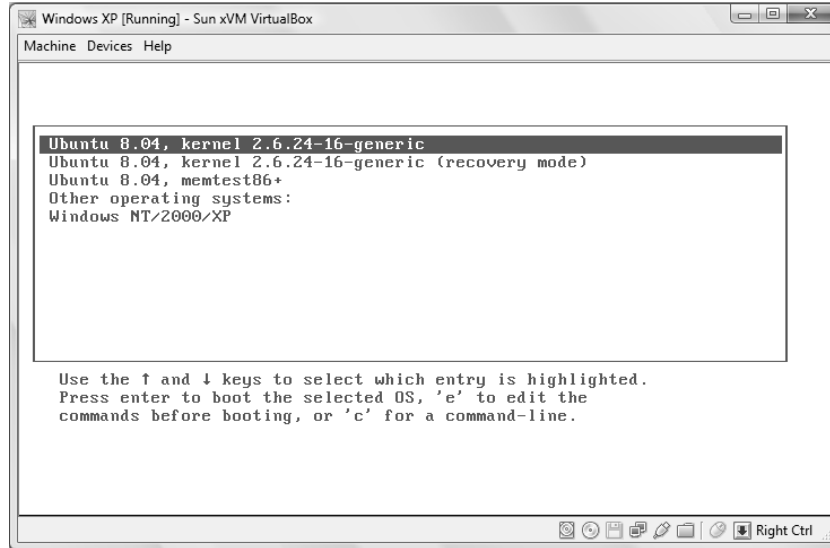 Windows XP [Running] - Sun xVM VirtualBox
Machine Devices Help
Ubuntu 8.04, kernel 2.6.24-16-generic
Ubuntu 8.04, kernel 2.6.24-16-generic (recovery mode)
Ubuntu 8.04, memtest86+
Other operating systems:
Windows NT/2000/XP
Use the ↑ and ↓ keys to select which entry is highlighted.
Press enter to boot the selected OS, 'e' to edit the
commands before booting, or 'c' for a command-line.
Right Ctrl